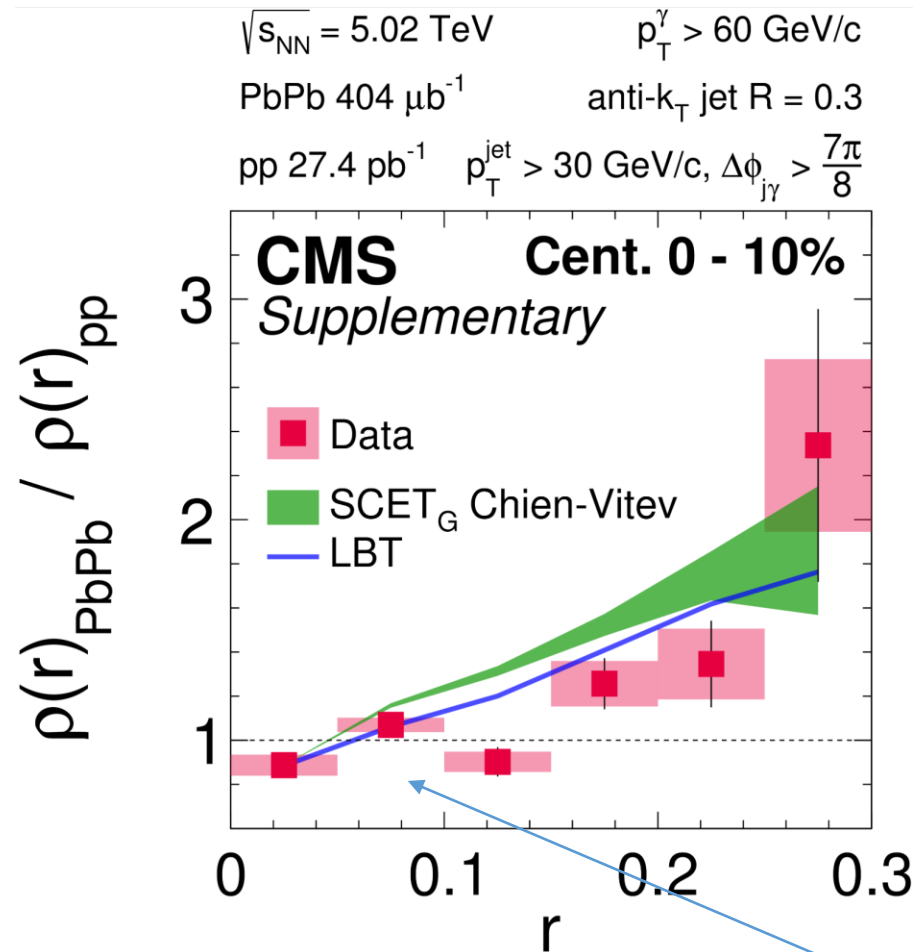 √s_NN = 5.02 TeV p_T^γ > 60 GeV/c
PbPb 404 μb⁻¹ anti-k_T jet R = 0.3
pp 27.4 pb⁻¹ p_T^jet > 30 GeV/c, Δϕ_jγ > 7π/8
CMS Cent. 0 - 10%
Supplementary
Data
SCET_G Chien-Vitev
LBT
ρ(r)_PbPb / ρ(r)_pp
3
2
1
0 0.1 0.2 0.3
r